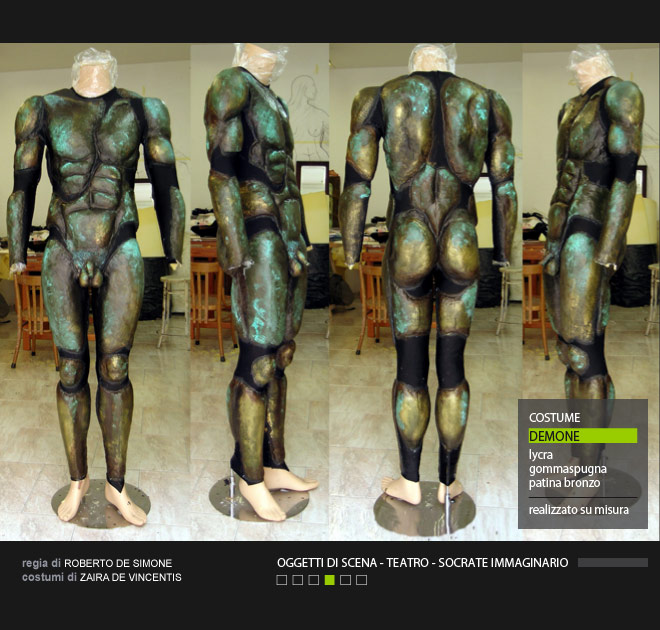 COSTUME
DEMONE
lycra
gommaspugna
patina bronzo
realizzato su misura
regia di ROBERTO DE SIMONE
costumi di ZAIRA DE VINCENTIS
OGGETTI DI SCENA - TEATRO - SOCRATE IMMAGINARIO